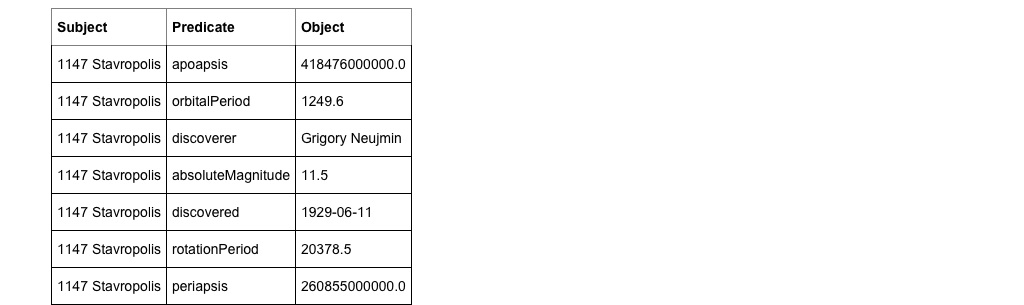 Subject Predicate Object
1147 Stavropolis apoapsis 418476000000.0
1147 Stavropolis orbitalPeriod 1249.6
1147 Stavropolis discoverer Grigory Neujmin
1147 Stavropolis absoluteMagnitude 11.5
1147 Stavropolis discovered 1929-06-11
1147 Stavropolis rotationPeriod 20378.5
1147 Stavropolis periapsis 260855000000.0